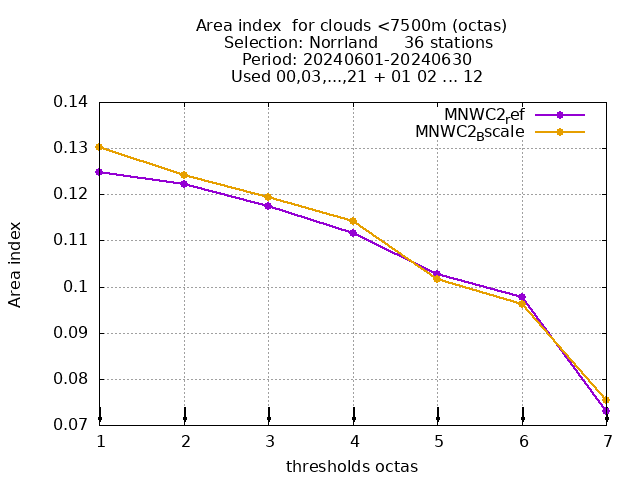 Area index  for clouds <7500m (octas)
Selection: Norrland     36 stations
Period: 20240601-20240630
Used 00,03,...,21 + 01 02 ... 12
MNWC2ref
MNWC2Bscale
0.14
0.13
0.12
0.11
0.1
0.09
0.08
0.07
Area index
1 2 3 4 5 6 7
thresholds octas